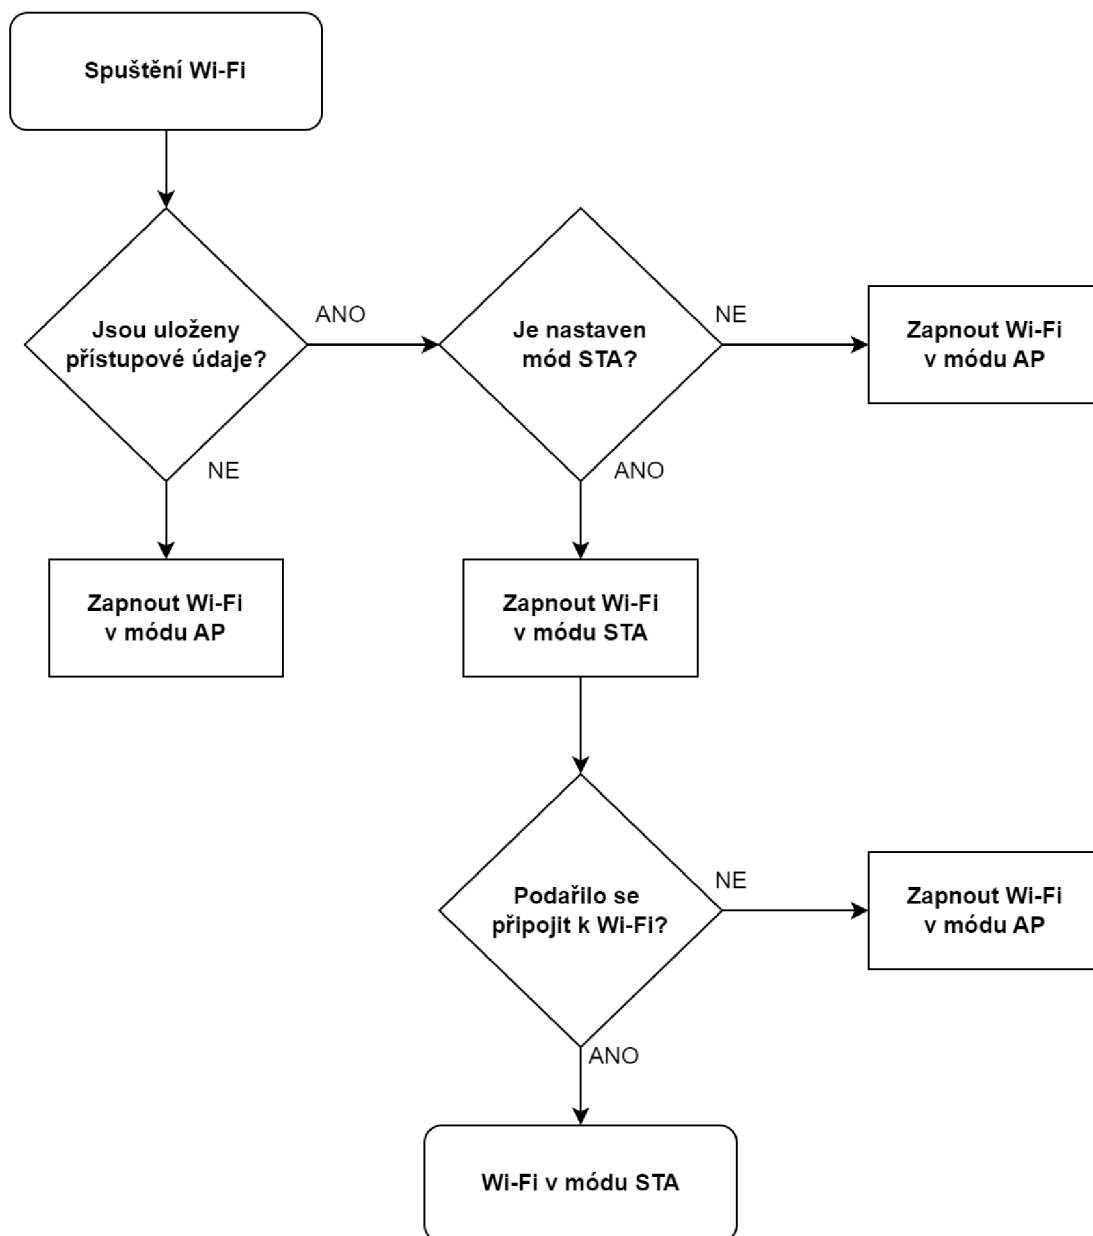 Spuštění Wi-Fi
Jsou uloženy
přístupové údaje?
ANO
Je nastaven
mód STA?
NE
Zapnout Wi-Fi
v módu AP
NE
ANO
Zapnout Wi-Fi
v módu AP
Zapnout Wi-Fi
v módu STA
Podařilo se
připojit k Wi-Fi?
NE
Zapnout Wi-Fi
v módu AP
ANO
Wi-Fi v módu STA